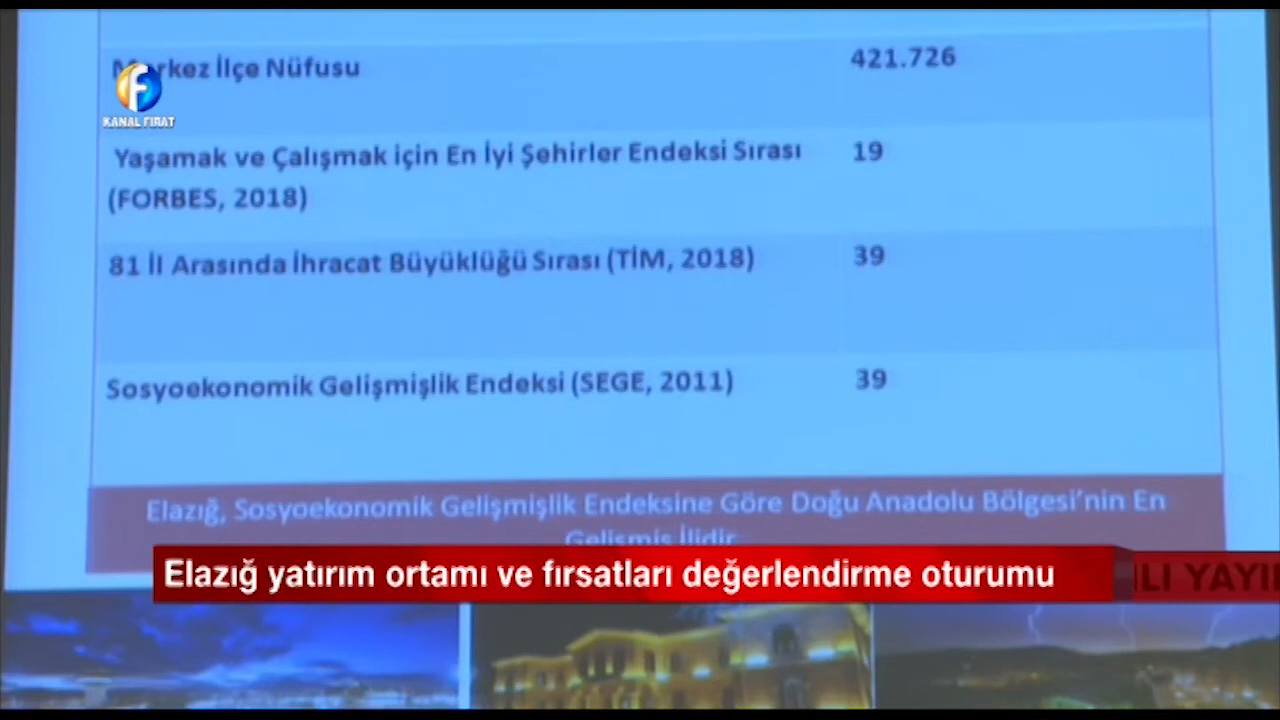 Merkez İlçe Nüfusu 421.726
KANAL FIRAT
Yaşamak ve Çalışmak için En İyi Şehirler Endeksi Sırası 19
(FORBES, 2018)
81 İl Arasında İhracat Büyüklüğü Sırası (TİM, 2018) 39
Sosyoekonomik Gelişmişlik Endeksi (SEGE, 2011) 39
Elazığ, Sosyoekonomik Gelişmişlik Endeksine Göre Doğu Anadolu Bölgesi'nin En
Gelişmiş İlidir
Elazığ yatırım ortamı ve fırsatları değerlendirme oturumu